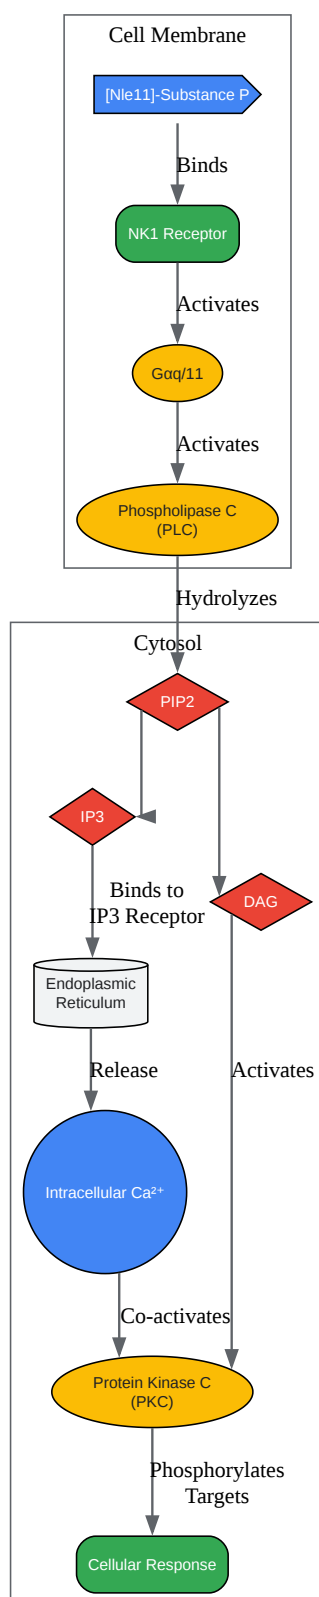 Cell Membrane
[Nle11]-Substance P
Binds
NK1 Receptor
Activates
Gαq/11
Activates
Phospholipase C
(PLC)
Hydrolyzes
Cytosol
PIP2
IP3
Binds to
IP3 Receptor
DAG
Endoplasmic
Reticulum
Release
Activates
Intracellular Ca²⁺
Co-activates
Protein Kinase C
(PKC)
Phosphorylates
Targets
Cellular Response